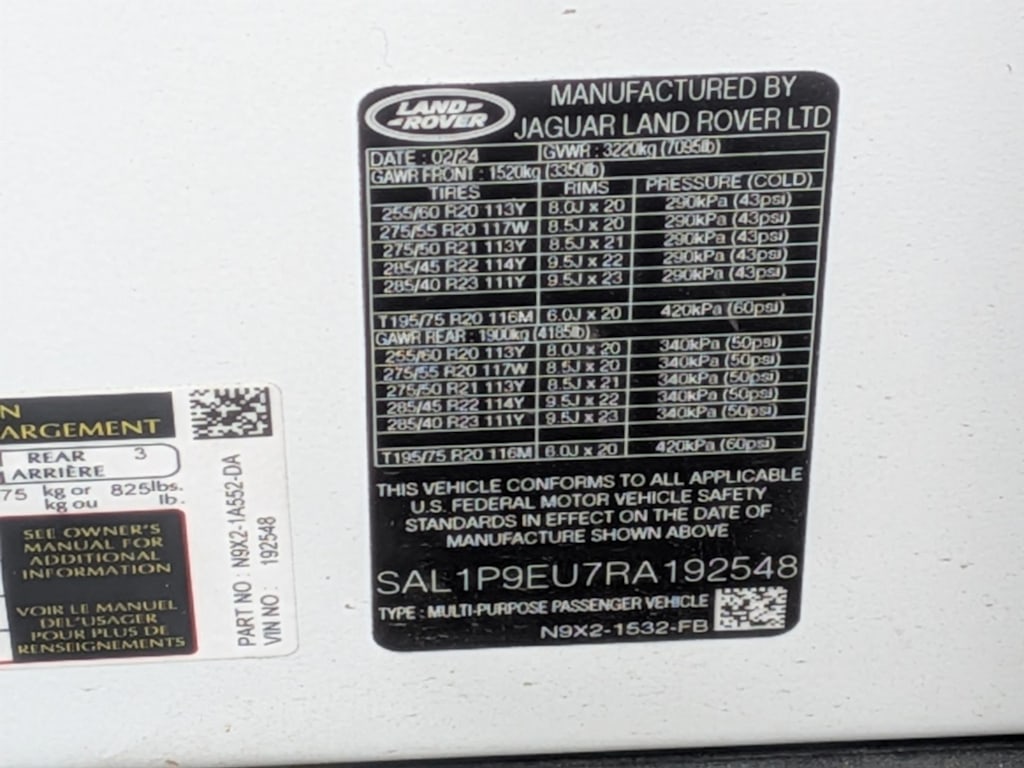 LAND ROVER
MANUFACTURED BY
JAGUAR LAND ROVER LTD
DATE : 02/24 GVWR : 3220kg (7095lb)
GAWR FRONT : 1520kg (3350lb)
TIRES RIMS PRESSURE (COLD)
255/60 R20 113Y 8.0J x 20 290kPa (43psi)
275/55 R20 117W 8.5J x 20 290kPa (43psi)
275/50 R21 113Y 8.5J x 21 290kPa (43psi)
285/45 R22 114Y 9.5J x 22 290kPa (43psi)
285/40 R23 111Y 9.5J x 23 290kPa (43psi)
T195/75 R20 116M 6.0J x 20 420kPa (60psi)
GAWR REAR : 1900kg (4185lb)
255/60 R20 113Y 8.0J x 20 340kPa (50psi)
275/55 R20 117W 8.5J x 20 340kPa (50psi)
275/50 R21 113Y 8.5J x 21 340kPa (50psi)
285/45 R22 114Y 9.5J x 22 340kPa (50psi)
285/40 R23 111Y 9.5J x 23 340kPa (50psi)
T195/75 R20 116M 6.0J x 20 420kPa (60psi)
THIS VEHICLE CONFORMS TO ALL APPLICABLE
U.S. FEDERAL MOTOR VEHICLE SAFETY
STANDARDS IN EFFECT ON THE DATE OF
MANUFACTURE SHOWN ABOVE
SAL1P9EU7RA192548
TYPE : MULTI-PURPOSE PASSENGER VEHICLE
N9X2-1532-FB
N
ARGEMENT
REAR 3
ARRIÈRE
75 kg or 825lbs.
kg ou lb.
SEE OWNER'S
MANUAL FOR
ADDITIONAL
INFORMATION
VOIR LE MANUEL
DEL'USAGER
POUR PLUS DE
RENSEIGNEMENTS
PART NO : N9X2-1A552-DA
VIN NO : 192548